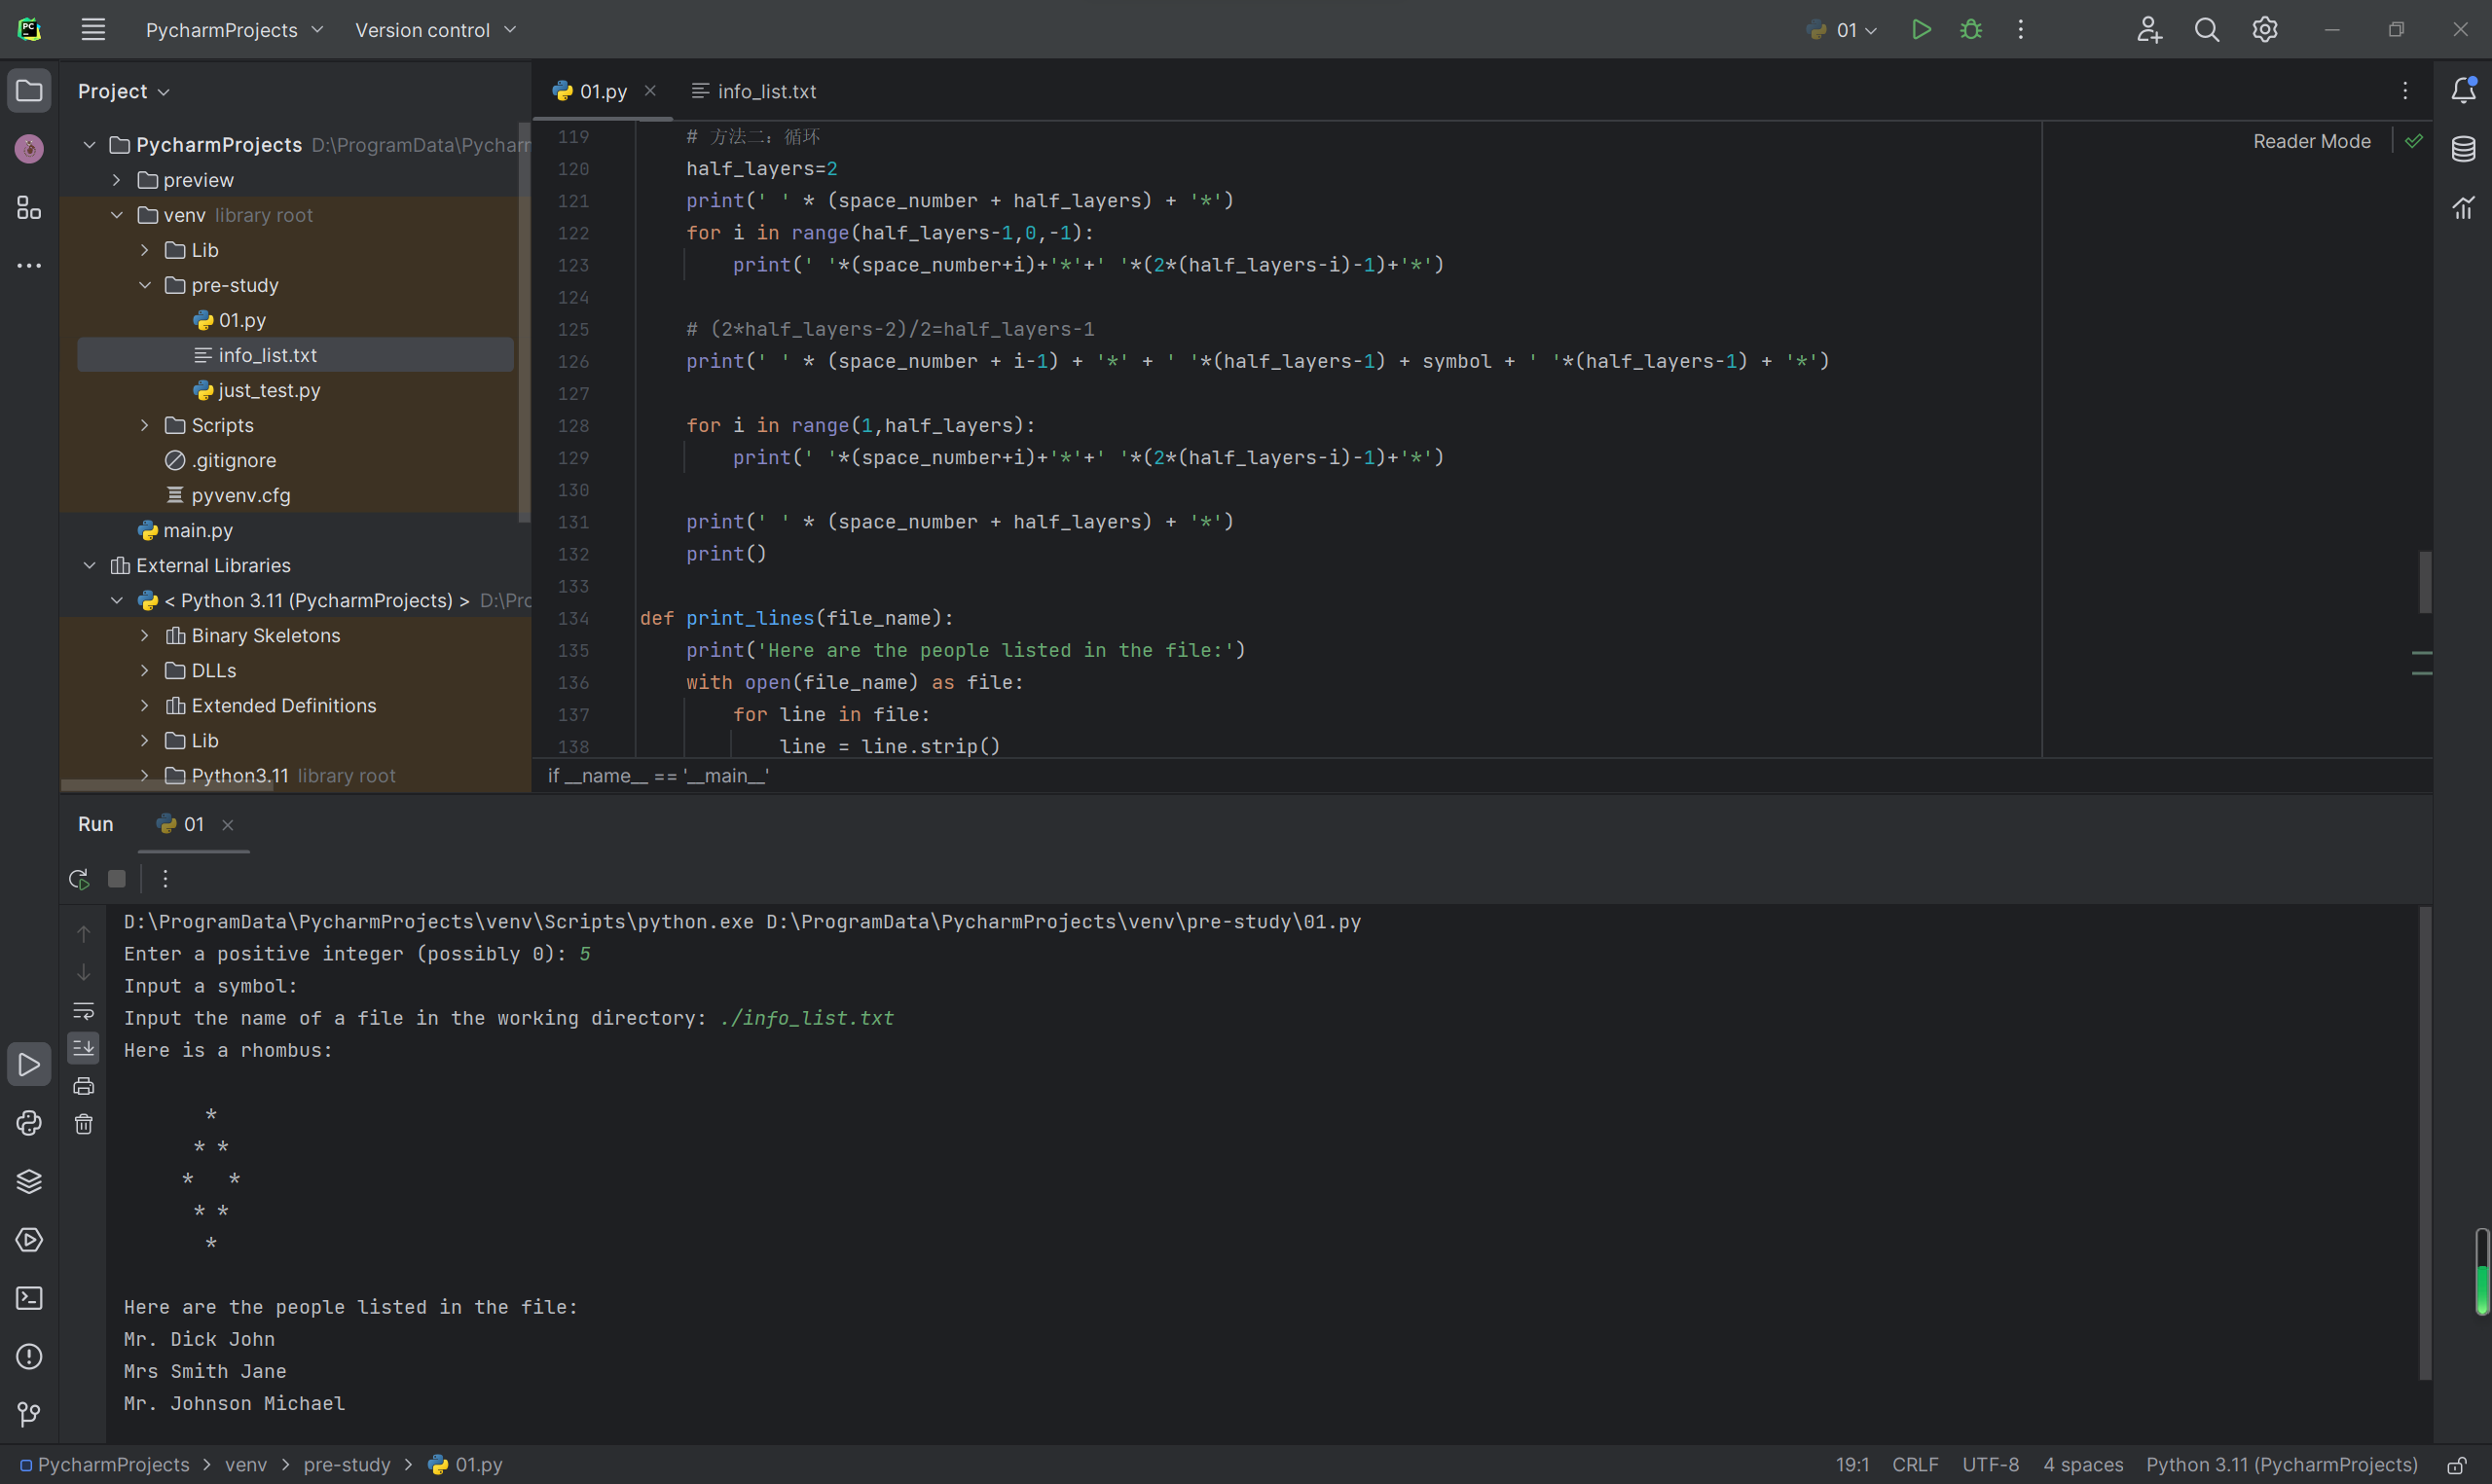 PycharmProjects Version control 01
Project
PycharmProjects D:\ProgramData\Pychar
preview
venv library root
Lib
pre-study
01.py
info_list.txt
just_test.py
Scripts
.gitignore
pyvenv.cfg
main.py
External Libraries
< Python 3.11 (PycharmProjects) > D:\Pro
Binary Skeletons
DLLs
Extended Definitions
Lib
Python3.11 library root
01.py info_list.txt
Reader Mode
119 # 方法二：循环
120 half_layers=2
121 print(' ' * (space_number + half_layers) + '*')
122 for i in range(half_layers-1,0,-1):
123 print(' '*(space_number+i)+'*'+' '*(2*(half_layers-i)-1)+'*')
124
125 # (2*half_layers-2)/2=half_layers-1
126 print(' ' * (space_number + i-1) + '*' + ' '*(half_layers-1) + symbol + ' '*(half_layers-1) + '*')
127
128 for i in range(1,half_layers):
129 print(' '*(space_number+i)+'*'+' '*(2*(half_layers-i)-1)+'*')
130
131 print(' ' * (space_number + half_layers) + '*')
132 print()
133
134 def print_lines(file_name):
135 print('Here are the people listed in the file:')
136 with open(file_name) as file:
137 for line in file:
138 line = line.strip()
if __name__ == '__main__'
Run 01
D:\ProgramData\PycharmProjects\venv\Scripts\python.exe D:\ProgramData\PycharmProjects\venv\pre-study\01.py
Enter a positive integer (possibly 0): 5
Input a symbol:
Input the name of a file in the working directory: ./info_list.txt
Here is a rhombus:
*
* *
*   *
* *
*
Here are the people listed in the file:
Mr. Dick John
Mrs Smith Jane
Mr. Johnson Michael
PycharmProjects > venv > pre-study > 01.py
19:1 CRLF UTF-8 4 spaces Python 3.11 (PycharmProjects)